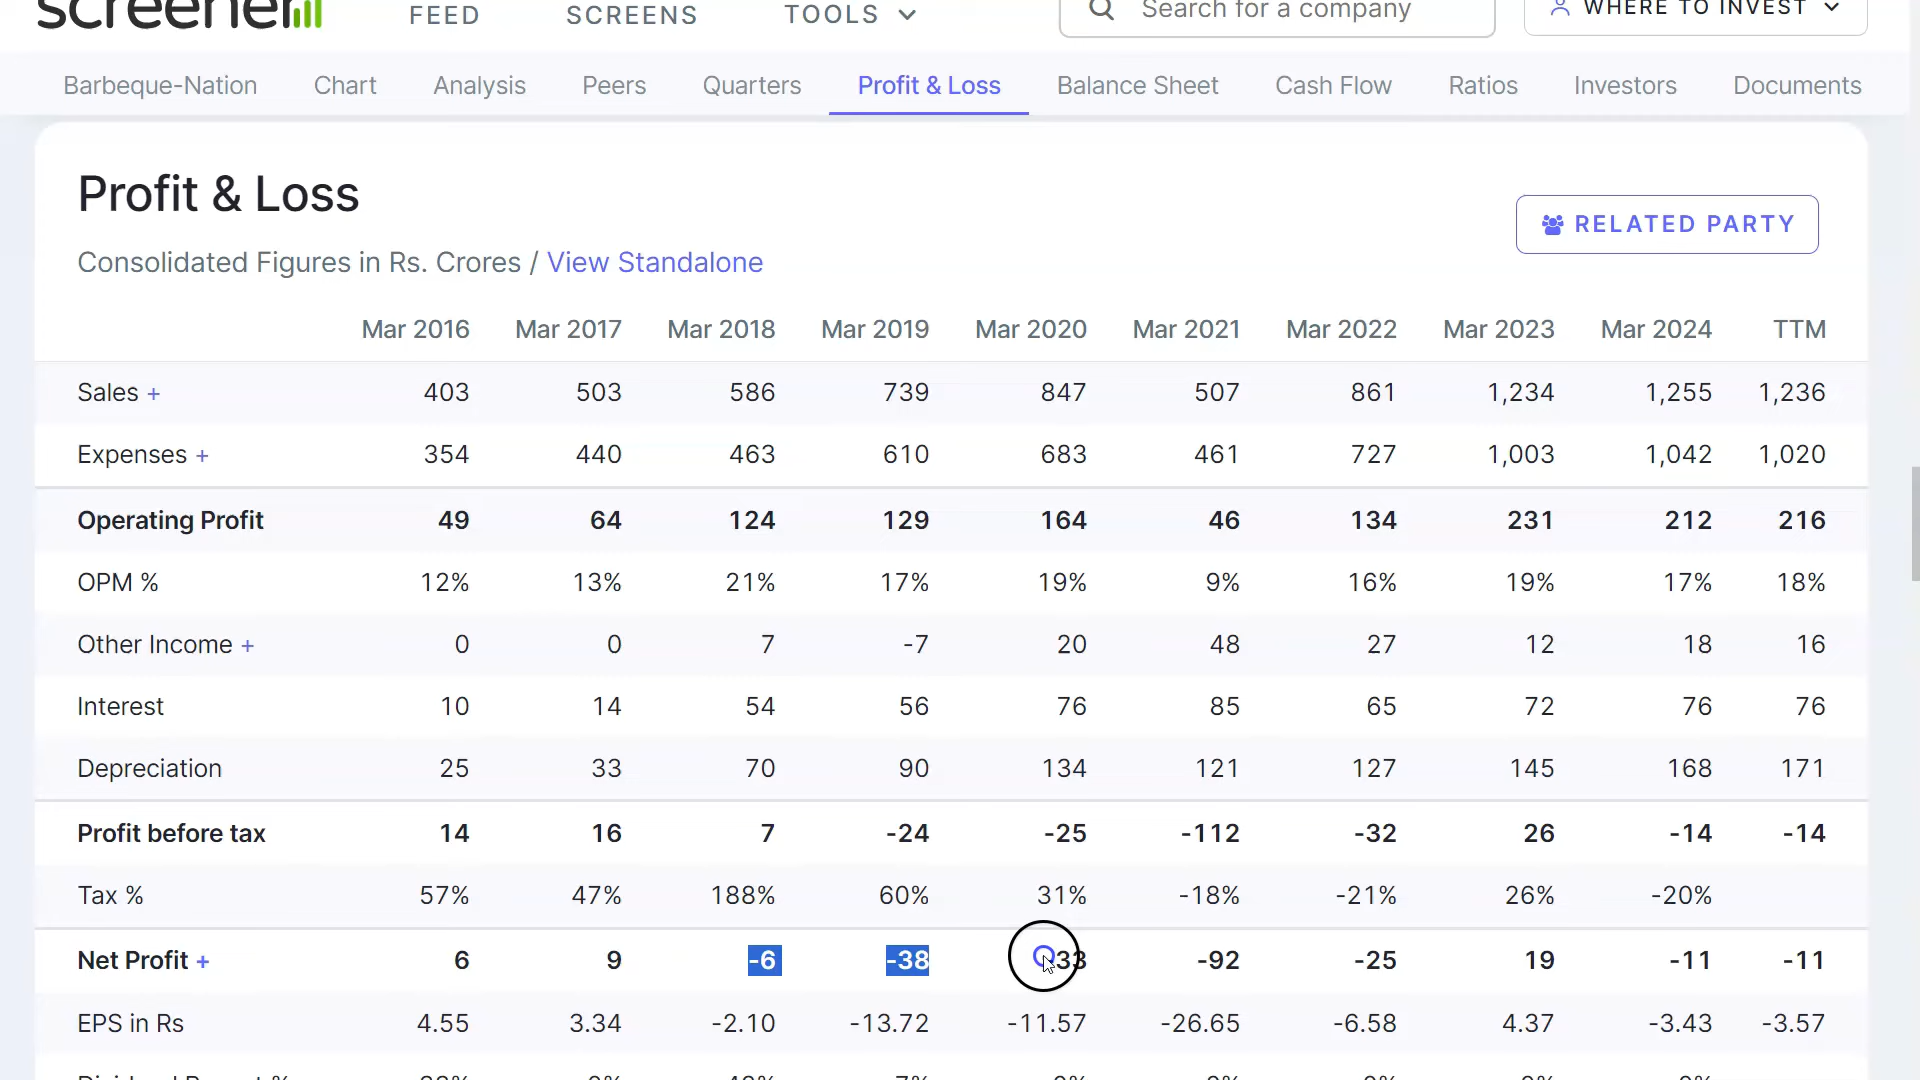 screener
FEED SCREENS TOOLS Search for a company WHERE TO INVEST
Barbeque-Nation Chart Analysis Peers Quarters Profit & Loss Balance Sheet Cash Flow Ratios Investors Documents
Profit & Loss
RELATED PARTY
Consolidated Figures in Rs. Crores / View Standalone
Mar 2016 Mar 2017 Mar 2018 Mar 2019 Mar 2020 Mar 2021 Mar 2022 Mar 2023 Mar 2024 TTM
Sales + 403 503 586 739 847 507 861 1,234 1,255 1,236
Expenses + 354 440 463 610 683 461 727 1,003 1,042 1,020
Operating Profit 49 64 124 129 164 46 134 231 212 216
OPM % 12% 13% 21% 17% 19% 9% 16% 19% 17% 18%
Other Income + 0 0 7 -7 20 48 27 12 18 16
Interest 10 14 54 56 76 85 65 72 76 76
Depreciation 25 33 70 90 134 121 127 145 168 171
Profit before tax 14 16 7 -24 -25 -112 -32 26 -14 -14
Tax % 57% 47% 188% 60% 31% -18% -21% 26% -20%
Net Profit + 6 9 -6 -38 33 -92 -25 19 -11 -11
EPS in Rs 4.55 3.34 -2.10 -13.72 -11.57 -26.65 -6.58 4.37 -3.43 -3.57